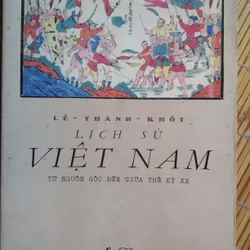 LÊ - THÀNH - KHÔI
LỊCH SỬ
VIỆT NAM
TỪ NGUỒN GỐC ĐẾN GIỮA THẾ KỶ XX